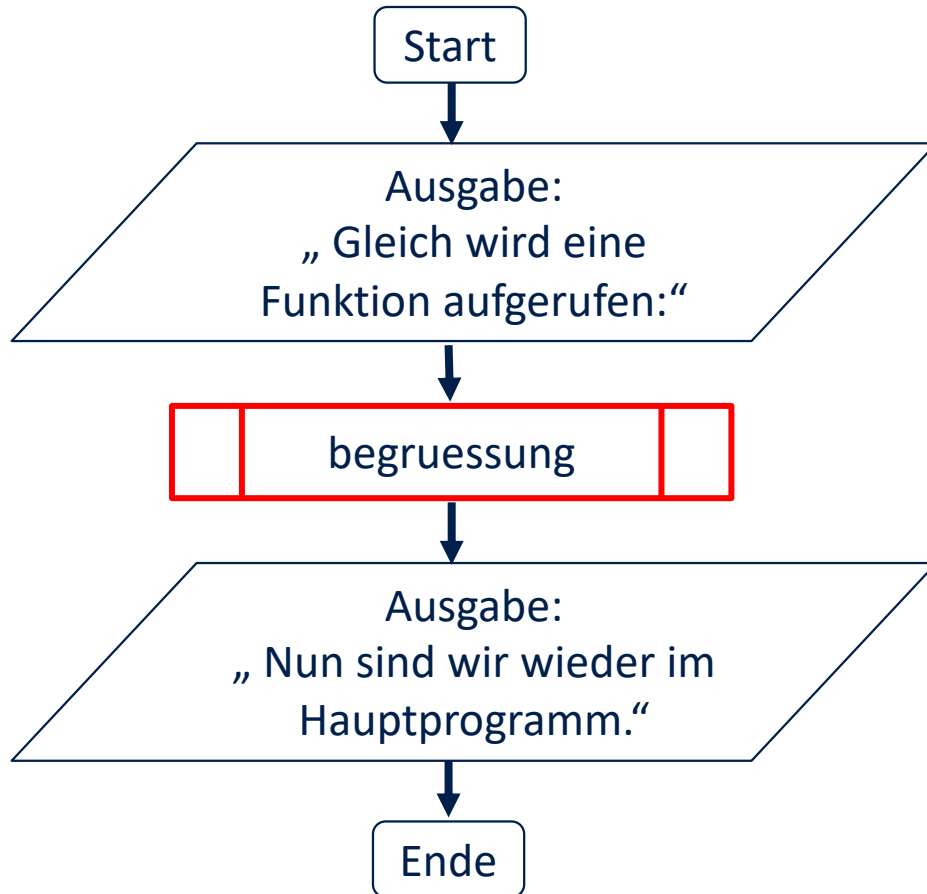 Start
Ausgabe:
„ Gleich wird eine
Funktion aufgerufen:“
begruessung
Ausgabe:
„ Nun sind wir wieder im
Hauptprogramm.“
Ende